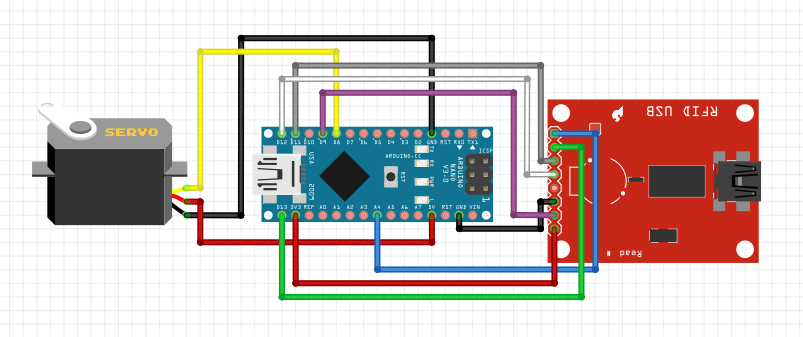 SERVO
D12 D11 D10 D9 D8 D7 D6 D5 D4 D3 D2 GND RST RX0 TX1
TX
RX
PWR
L
USA
2009
ARDUINO.CC
RST
ARDUINO
NANO
V3.0
ICSP
1
D13 3V3 REF A0 A1 A2 A3 A4 A5 A6 A7 5V RST GND VIN
RFID USB
Read